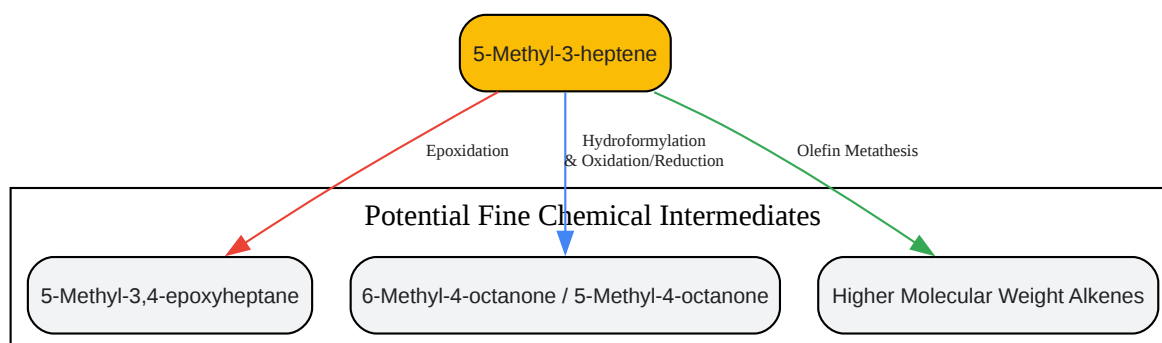 5-Methyl-3-heptene
Epoxidation
Hydroformylation
& Oxidation/Reduction
Olefin Metathesis
Potential Fine Chemical Intermediates
5-Methyl-3,4-epoxyheptane
6-Methyl-4-octanone / 5-Methyl-4-octanone
Higher Molecular Weight Alkenes